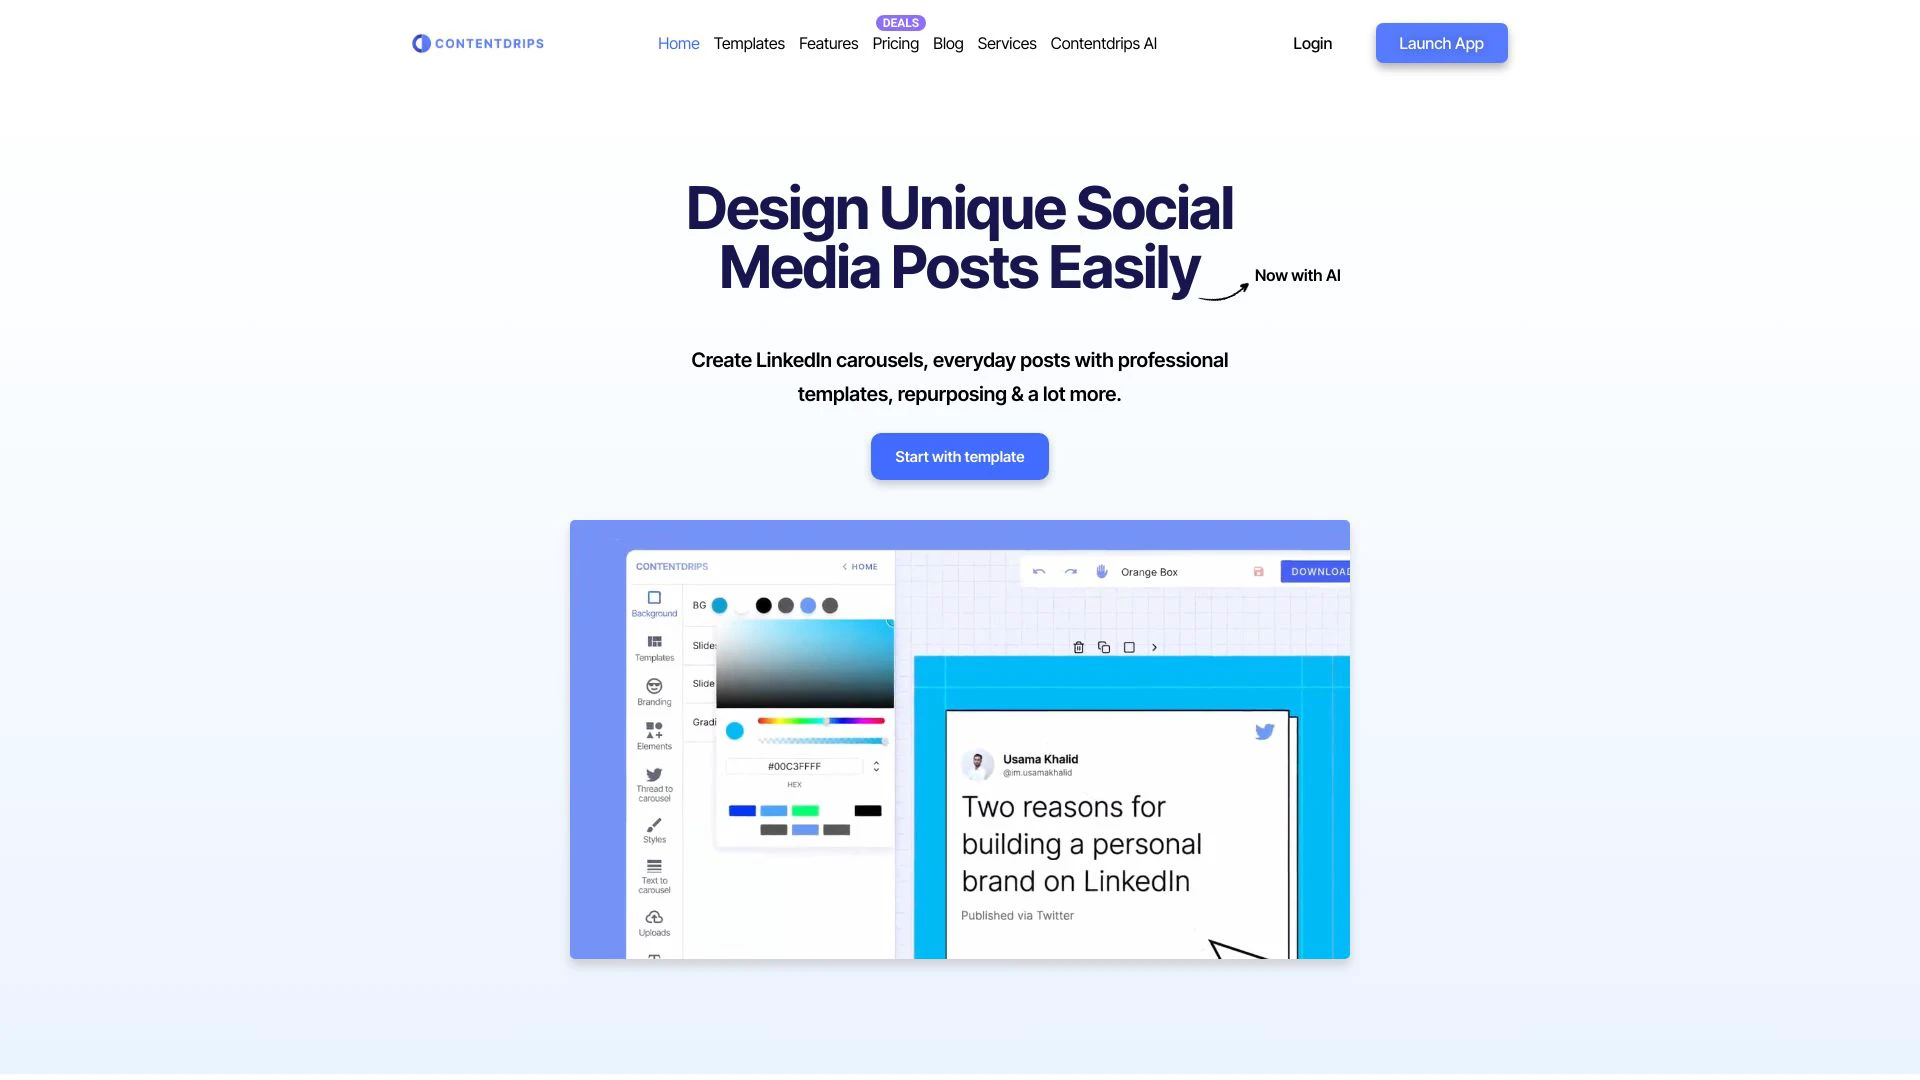 CONTENTDRIPS
DEALS
Home Templates Features Pricing Blog Services Contentdrips AI
Login
Launch App
Design Unique Social
Media Posts Easily
Now with AI
Create LinkedIn carousels, everyday posts with professional
templates, repurposing & a lot more.
Start with template
CONTENTDRIPS
HOME
Orange Box
DOWNLOAD
Background
Templates
Branding
Elements
Thread to
carousel
Styles
Text to
carousel
Uploads
BG
Slides
Slide
Gradi
#00C3FFFF
HEX
Usama Khalid
@im.usamakhalid
Two reasons for
building a personal
brand on LinkedIn
Published via Twitter